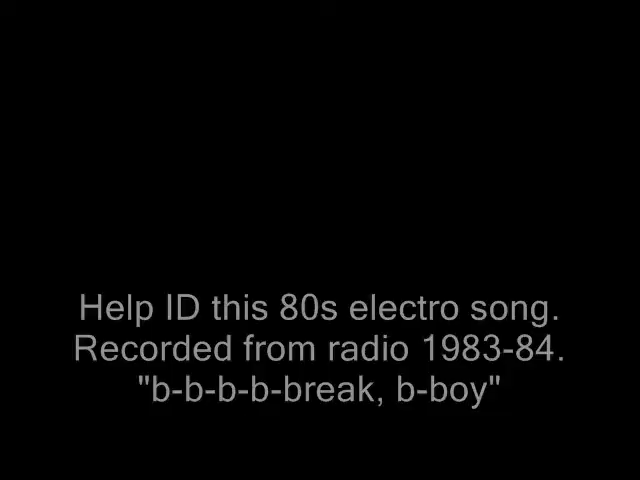 Help ID this 80s electro song.
Recorded from radio 1983-84.
"b-b-b-b-break, b-boy"